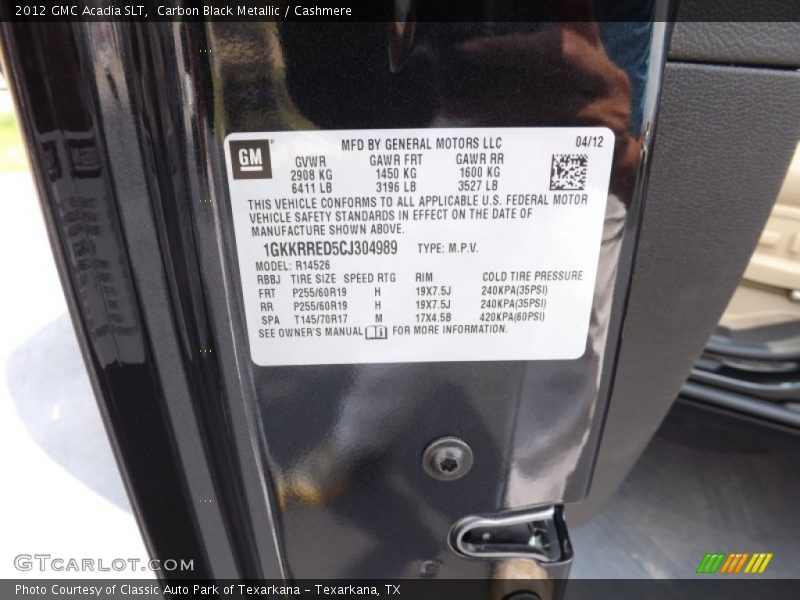 2012 GMC Acadia SLT,  Carbon Black Metallic / Cashmere
GM
MFD BY GENERAL MOTORS LLC 04/12
GVWR GAWR FRT GAWR RR
2908 KG 1450 KG 1600 KG
6411 LB 3196 LB 3527 LB
THIS VEHICLE CONFORMS TO ALL APPLICABLE U.S. FEDERAL MOTOR
VEHICLE SAFETY STANDARDS IN EFFECT ON THE DATE OF
MANUFACTURE SHOWN ABOVE.
1GKKRRED5CJ304989 TYPE: M.P.V.
MODEL: R14526
RBBJ TIRE SIZE SPEED RTG RIM COLD TIRE PRESSURE
FRT P255/60R19 H 19X7.5J 240KPA(35PSI)
RR P255/60R19 H 19X7.5J 240KPA(35PSI)
SPA T145/70R17 M 17X4.5B 420KPA(60PSI)
SEE OWNER'S MANUAL FOR MORE INFORMATION.
GTCARLOT.COM
Photo Courtesy of Classic Auto Park of Texarkana – Texarkana, TX